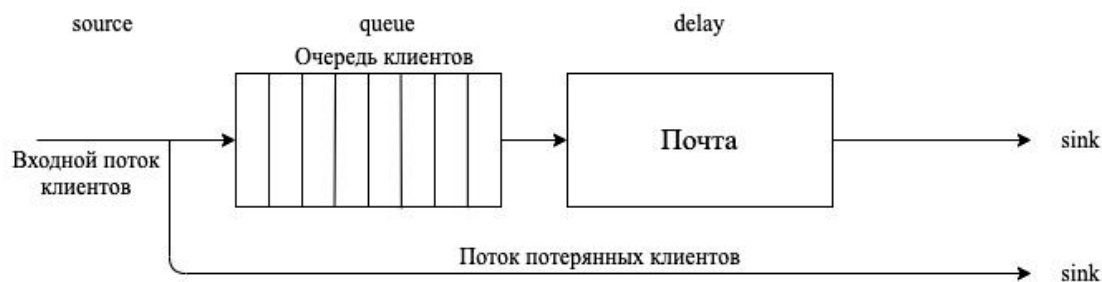 source
queue
delay
Очередь клиентов
Почта
sink
Входной поток
клиентов
Поток потерянных клиентов
sink